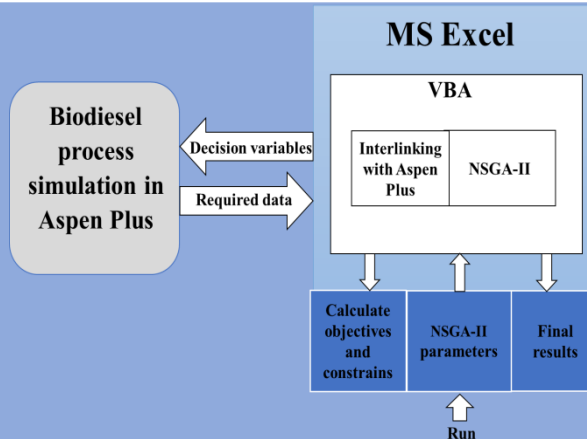 MS Excel
VBA
Biodiesel
process
simulation in
Aspen Plus
Decision variables
Required data
Interlinking
with Aspen
Plus
NSGA-II
Calculate
objectives
and
constrains
NSGA-II
parameters
Final
results
Run